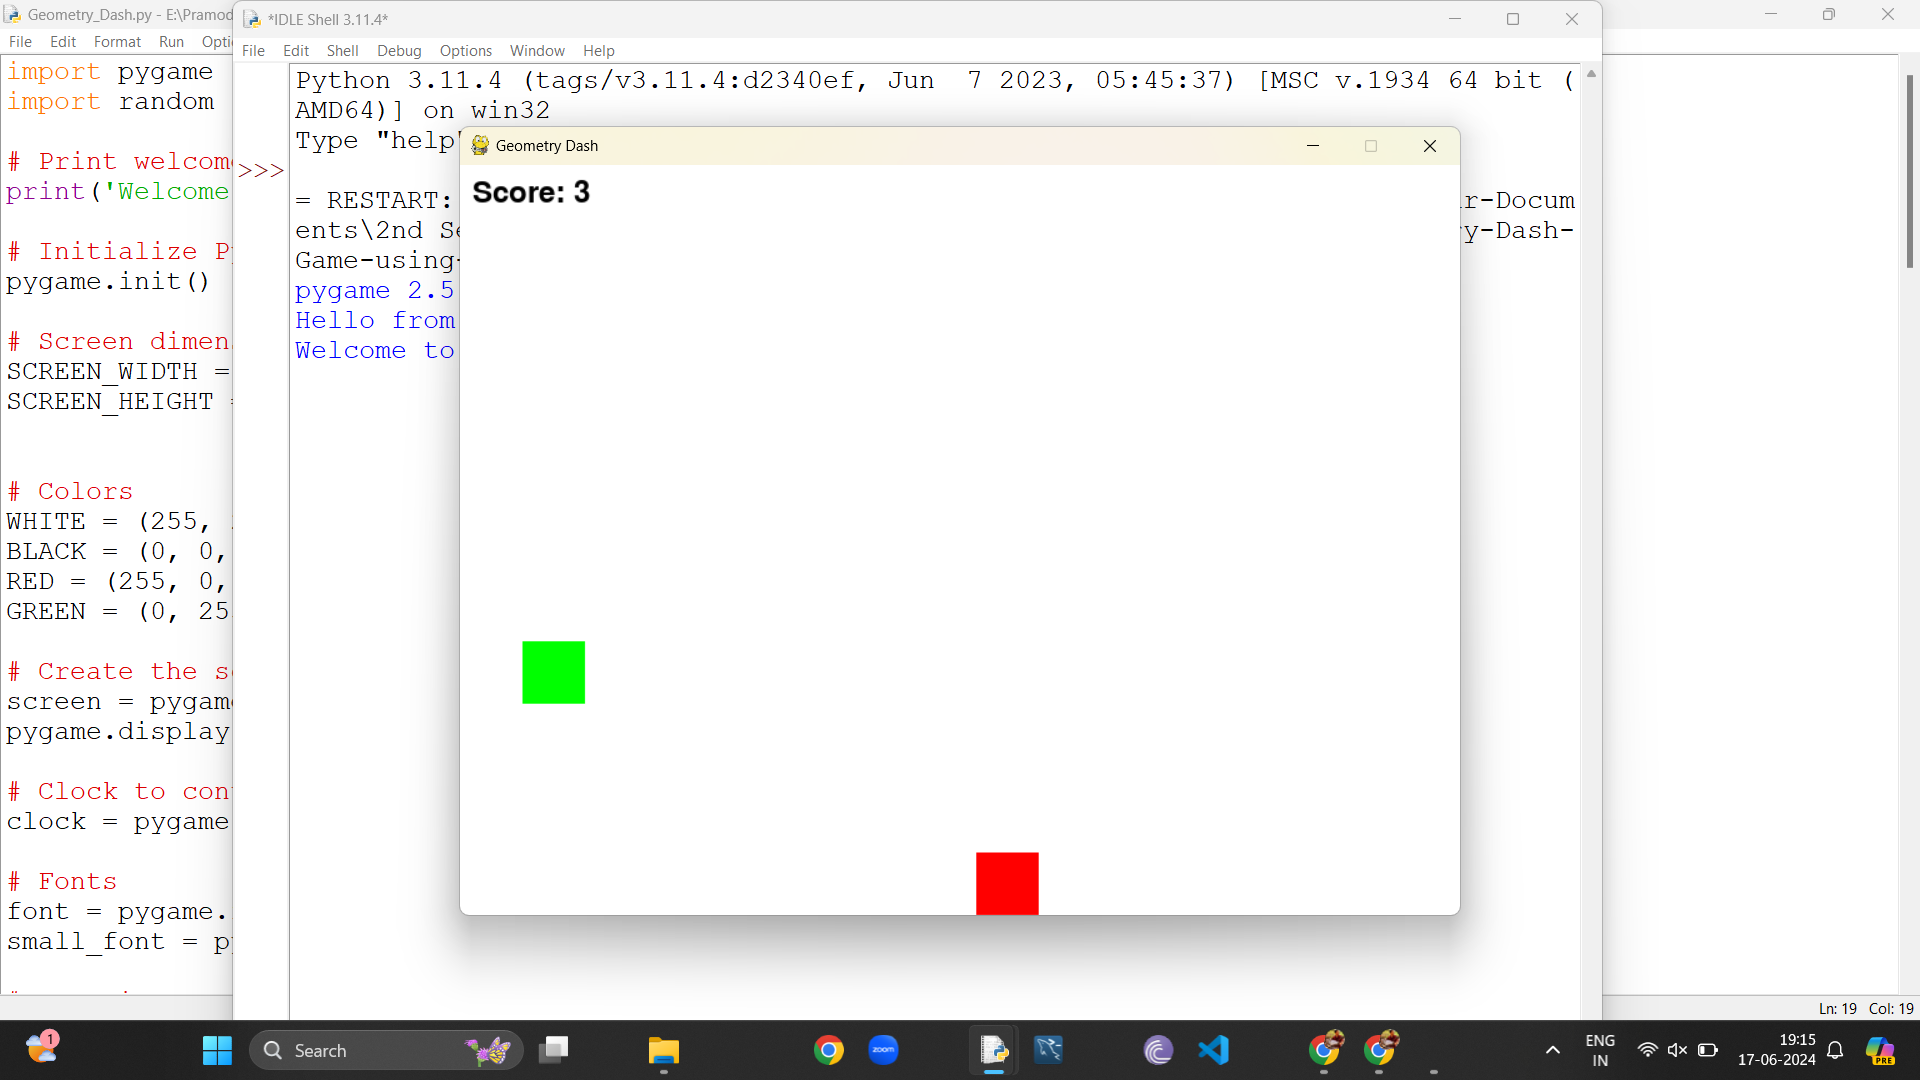 Geometry_Dash.py - E:\Pramod
File Edit Format Run Opti
import pygame
import random
# Print welcom
print('Welcome
# Initialize P
pygame.init()
# Screen dimen
SCREEN_WIDTH =
SCREEN_HEIGHT
# Colors
WHITE = (255,
BLACK = (0, 0,
RED = (255, 0,
GREEN = (0, 25
# Create the s
screen = pygame
pygame.display
# Clock to con
clock = pygame
# Fonts
font = pygame.
small_font = p
*IDLE Shell 3.11.4*
File Edit Shell Debug Options Window Help
Python 3.11.4 (tags/v3.11.4:d2340ef, Jun  7 2023, 05:45:37) [MSC v.1934 64 bit (
AMD64)] on win32
Type "help
>>>
= RESTART: r-Docum
ents\2nd Se y-Dash-
Game-using
pygame 2.5
Hello from
Welcome to
Geometry Dash
Score: 3
Ln: 19 Col: 19
1
Search
zoom
ENG
IN
19:15
17-06-2024
PRE